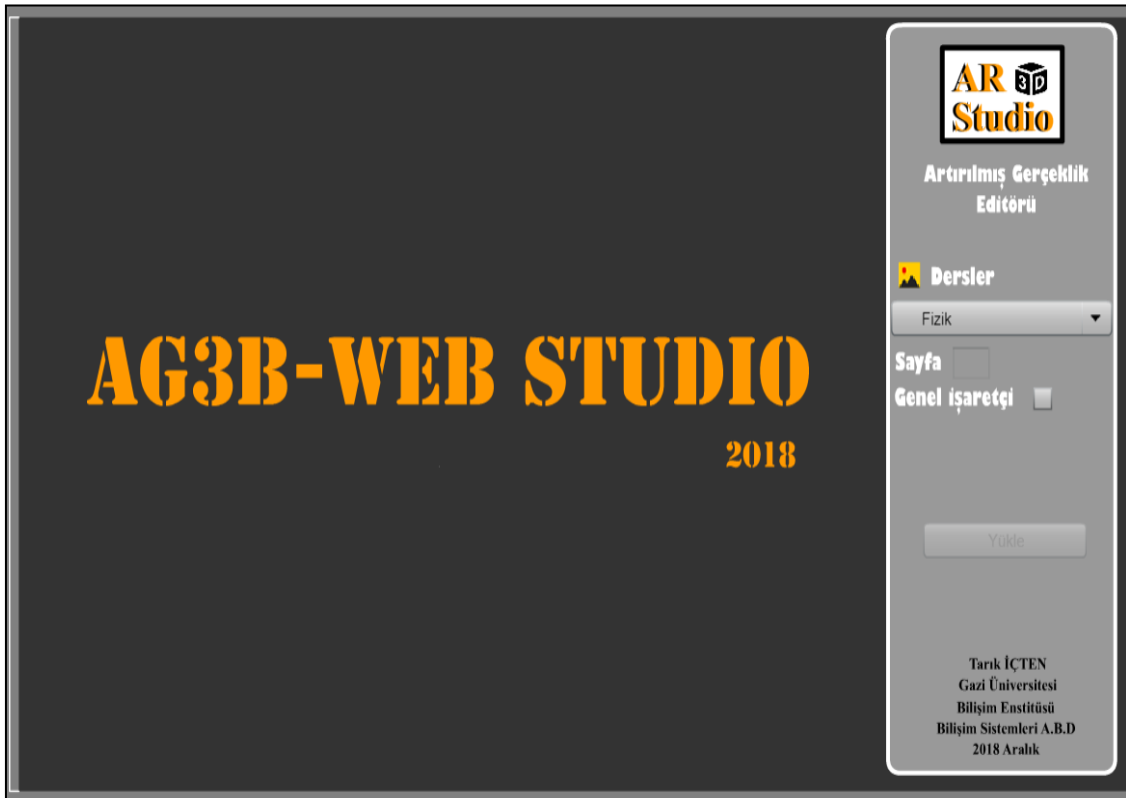 AG3B-WEB STUDIO
2018
AR 3D
Studio
Artırılmış Gerçeklik
Editörü
Dersler
Fizik
Sayfa
Genel işaretçi
Yükle
Tarık İÇTEN
Gazi Üniversitesi
Bilişim Enstitüsü
Bilişim Sistemleri A.B.D
2018 Aralık